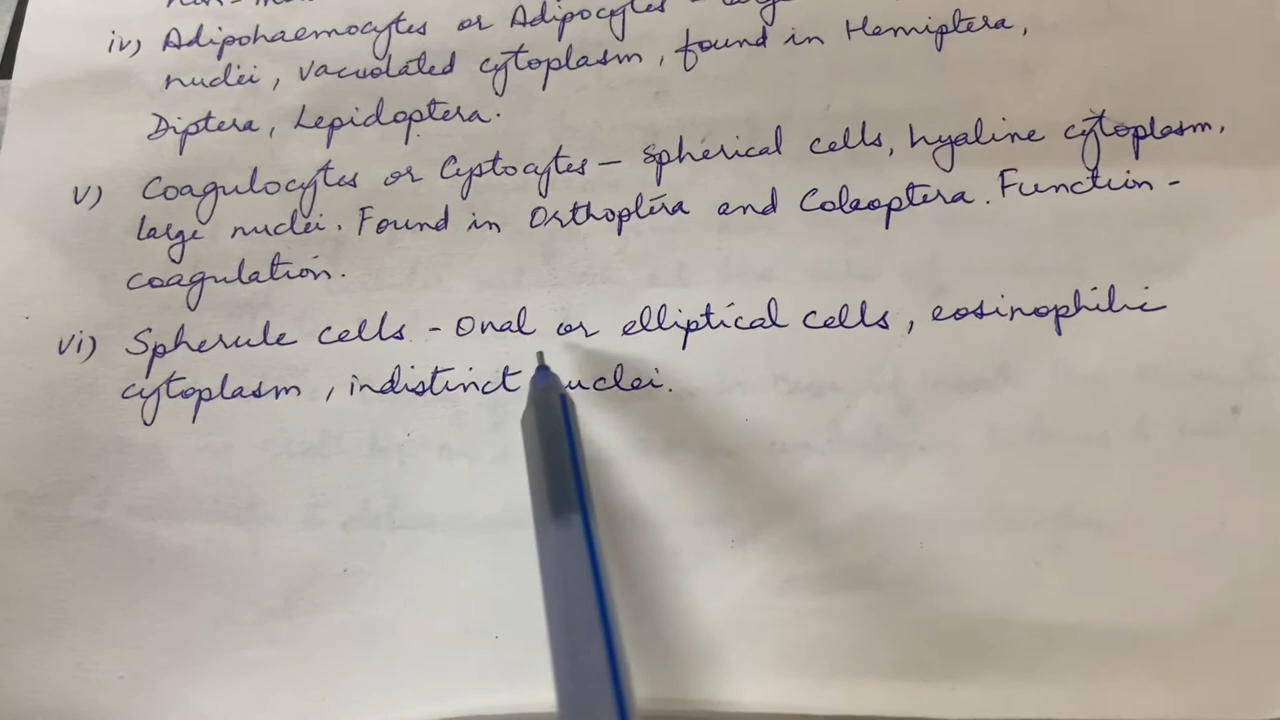 iv) Adipohaemocytes or Adipocytes -
nuclei, vacuolated cytoplasm, found in Hemiptera,
Diptera, Lepidoptera.
v) Coagulocytes or Cystocytes - spherical cells, hyaline cytoplasm,
large nuclei. Found in Orthoptera and Coleoptera. Function -
coagulation.
vi) Spherule cells - Oval or elliptical cells, eosinophilic
cytoplasm, indistinct nuclei.